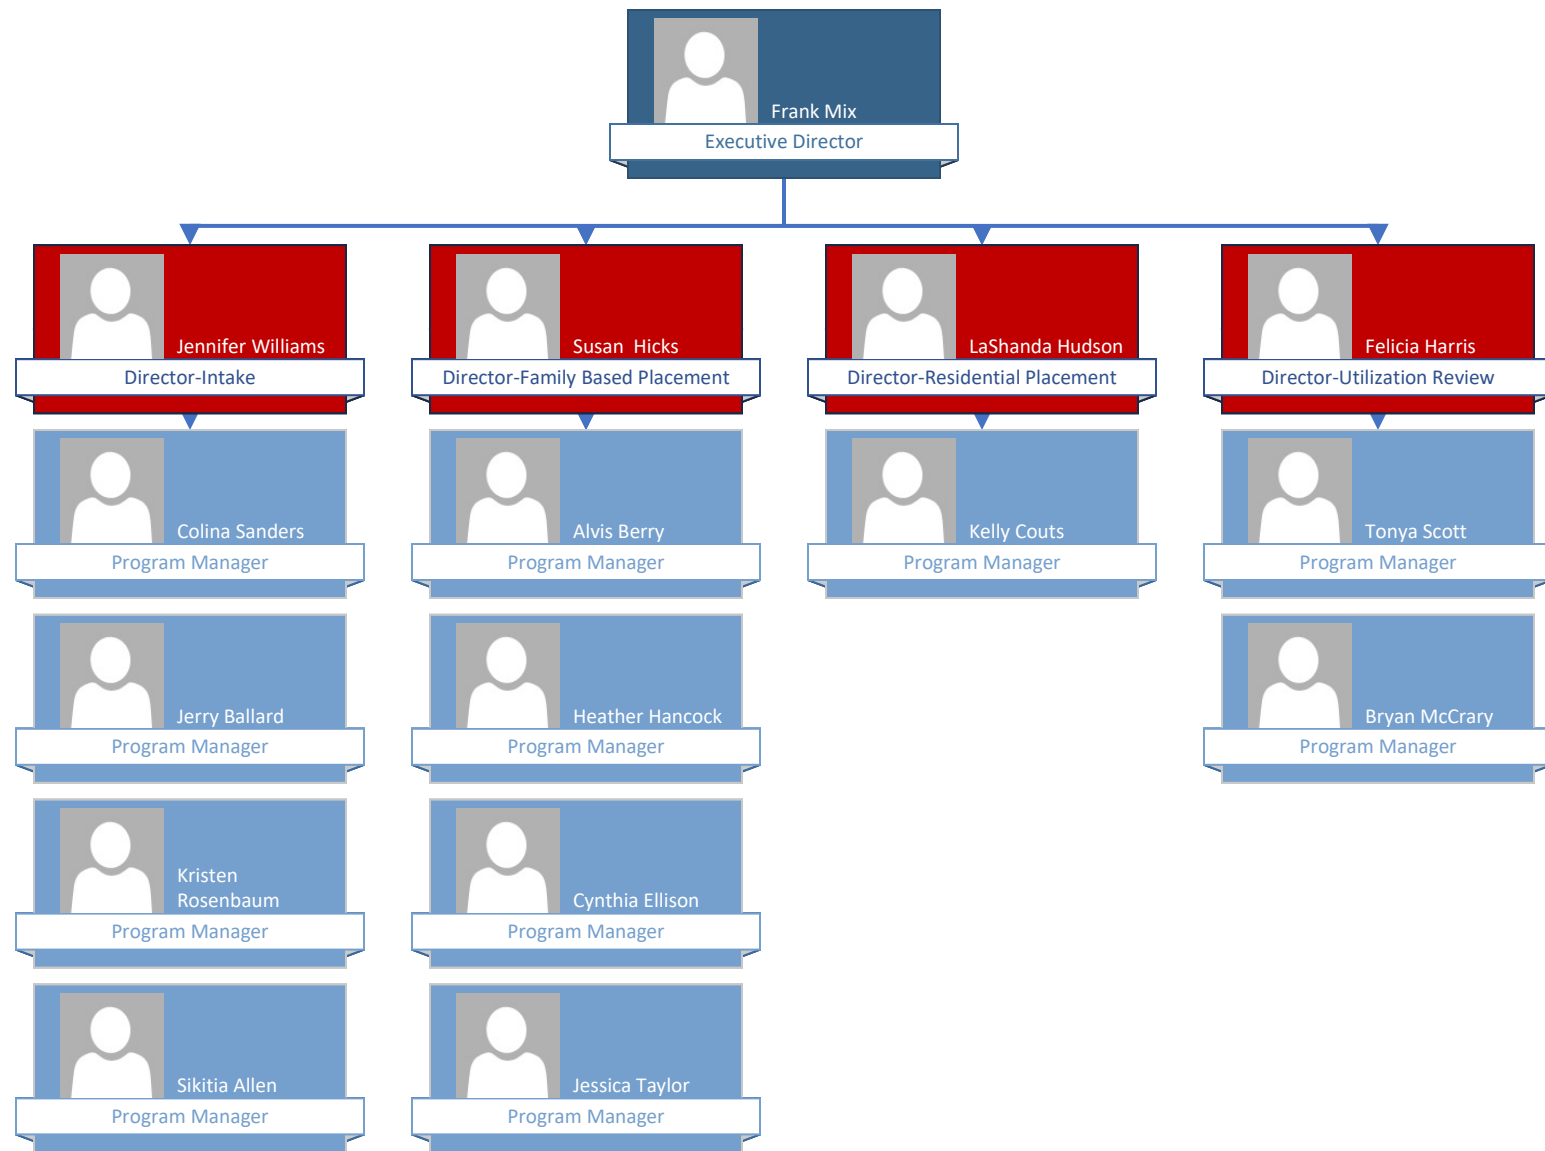 Frank Mix
Executive Director
Jennifer Williams
Director-Intake
Susan  Hicks
Director-Family Based Placement
LaShanda Hudson
Director-Residential Placement
Felicia Harris
Director-Utilization Review
Colina Sanders
Program Manager
Alvis Berry
Program Manager
Kelly Couts
Program Manager
Tonya Scott
Program Manager
Jerry Ballard
Program Manager
Heather Hancock
Program Manager
Bryan McCrary
Program Manager
Kristen
Rosenbaum
Program Manager
Cynthia Ellison
Program Manager
Sikitia Allen
Program Manager
Jessica Taylor
Program Manager